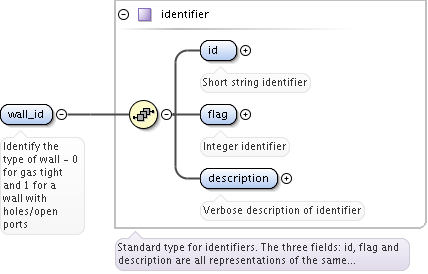 identifier
id
Short string identifier
wall_id
flag
Identify the
type of wall - 0
for gas tight
and 1 for a
wall with
holes/open
ports
Integer identifier
description
Verbose description of identifier
Standard type for identifiers. The three fields: id, flag and
description are all representations of the same...